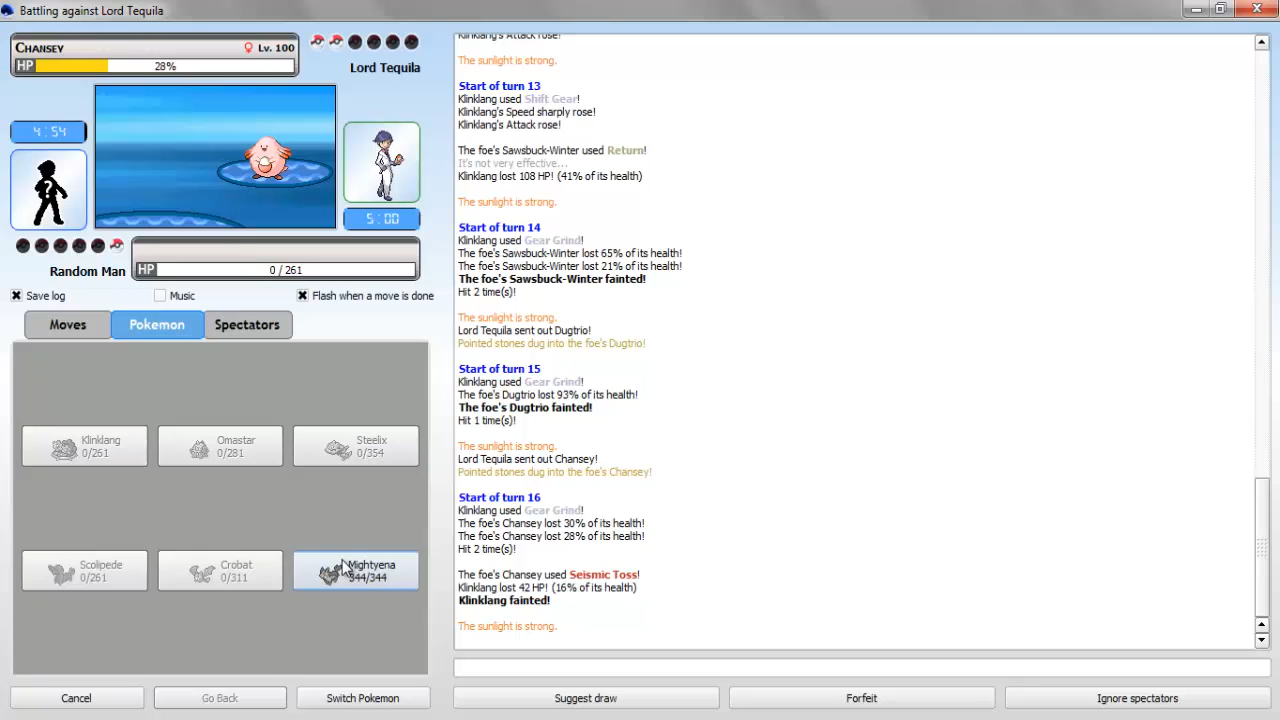 Battling against Lord Tequila
CHANSEY ♀ Lv. 100
HP 28%
Lord Tequila
4:54
5:00
Random Man
HP 0 / 261
Save log
Music
Flash when a move is done
Moves
Pokemon
Spectators
Klinklang
0/261
Omastar
0/281
Steelix
0/354
Scolipede
0/261
Crobat
0/311
Mightyena
344/344
Cancel
Go Back
Switch Pokemon
Klinklang's Attack rose!
The sunlight is strong.
Start of turn 13
Klinklang used Shift Gear!
Klinklang's Speed sharply rose!
Klinklang's Attack rose!
The foe's Sawsbuck-Winter used Return!
It's not very effective...
Klinklang lost 108 HP! (41% of its health)
The sunlight is strong.
Start of turn 14
Klinklang used Gear Grind!
The foe's Sawsbuck-Winter lost 65% of its health!
The foe's Sawsbuck-Winter lost 21% of its health!
The foe's Sawsbuck-Winter fainted!
Hit 2 time(s)!
The sunlight is strong.
Lord Tequila sent out Dugtrio!
Pointed stones dug into the foe's Dugtrio!
Start of turn 15
Klinklang used Gear Grind!
The foe's Dugtrio lost 93% of its health!
The foe's Dugtrio fainted!
Hit 1 time(s)!
The sunlight is strong.
Lord Tequila sent out Chansey!
Pointed stones dug into the foe's Chansey!
Start of turn 16
Klinklang used Gear Grind!
The foe's Chansey lost 30% of its health!
The foe's Chansey lost 28% of its health!
Hit 2 time(s)!
The foe's Chansey used Seismic Toss!
Klinklang lost 42 HP! (16% of its health)
Klinklang fainted!
The sunlight is strong.
Suggest draw
Forfeit
Ignore spectators